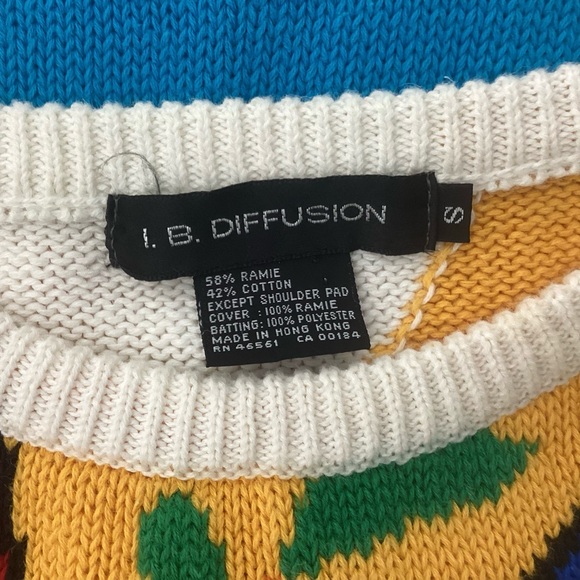 I. B. DIFFUSION
S
58% RAMIE
42% COTTON
EXCEPT SHOULDER PAD
COVER : 100% RAMIE
BATTING: 100% POLYESTER
MADE IN HONG KONG
RN 46561 CA 00184